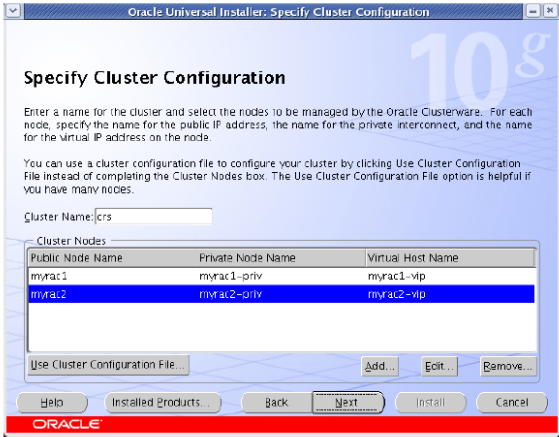 Oracle Universal Installer: Specify Cluster Configuration
10g
Specify Cluster Configuration
Enter a name for the cluster and select the nodes to be managed by the Oracle Clusterware. For each
node, specify the name for the public IP address, the name for the private interconnect, and the name
for the virtual IP address on the node.
You can use a cluster configuration file to configure your cluster by clicking Use Cluster Configuration
File instead of completing the Cluster Nodes box. The Use Cluster Configuration File option is helpful if
you have many nodes.
Cluster Name: crs
Cluster Nodes
Public Node Name Private Node Name Virtual Host Name
myrac1 myrac1-priv myrac1-vip
myrac2 myrac2-priv myrac2-vip
Use Cluster Configuration File... Add... Edit... Remove...
Help Installed Products... Back Next Install Cancel
ORACLE